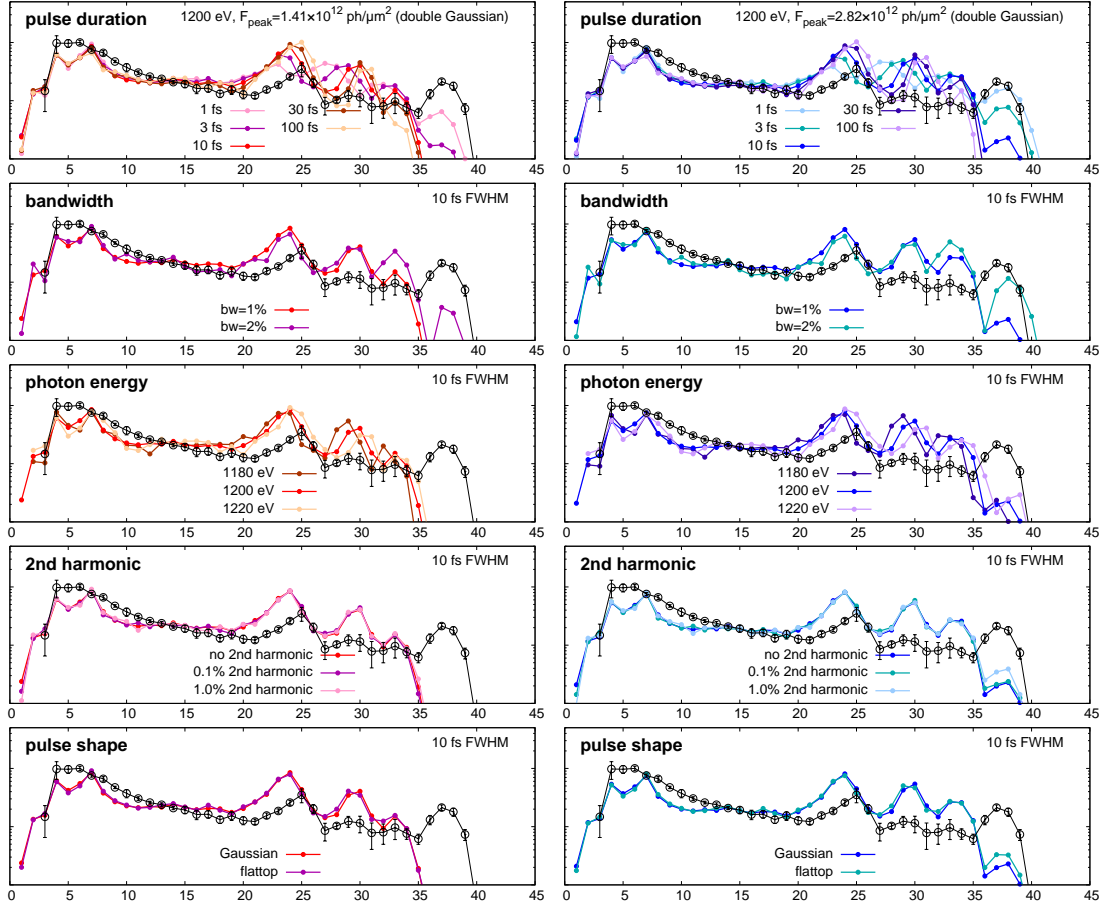 pulse duration
1200 eV, F_peak=1.41×10^12 ph/µm^2 (double Gaussian)
1 fs
3 fs
10 fs
30 fs
100 fs
0 5 10 15 20 25 30 35 40 45
bandwidth
10 fs FWHM
bw=1%
bw=2%
0 5 10 15 20 25 30 35 40 45
photon energy
10 fs FWHM
1180 eV
1200 eV
1220 eV
0 5 10 15 20 25 30 35 40 45
2nd harmonic
10 fs FWHM
no 2nd harmonic
0.1% 2nd harmonic
1.0% 2nd harmonic
0 5 10 15 20 25 30 35 40 45
pulse shape
10 fs FWHM
Gaussian
flattop
0 5 10 15 20 25 30 35 40 45
pulse duration
1200 eV, F_peak=2.82×10^12 ph/µm^2 (double Gaussian)
1 fs
3 fs
10 fs
30 fs
100 fs
0 5 10 15 20 25 30 35 40 45
bandwidth
10 fs FWHM
bw=1%
bw=2%
0 5 10 15 20 25 30 35 40 45
photon energy
10 fs FWHM
1180 eV
1200 eV
1220 eV
0 5 10 15 20 25 30 35 40 45
2nd harmonic
10 fs FWHM
no 2nd harmonic
0.1% 2nd harmonic
1.0% 2nd harmonic
0 5 10 15 20 25 30 35 40 45
pulse shape
10 fs FWHM
Gaussian
flattop
0 5 10 15 20 25 30 35 40 45